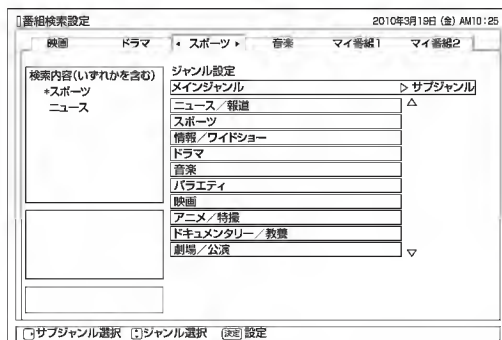 番組検索設定 2010年3月19日 (金) AM10:25
映画 ドラマ スポーツ 音楽 マイ番組1 マイ番組2
検索内容(いずれかを含む)
*スポーツ
ニュース
ジャンル設定
メインジャンル ▷ サブジャンル
ニュース/報道
スポーツ
情報/ワイドショー
ドラマ
音楽
バラエティ
映画
アニメ/特撮
ドキュメンタリー/教養
劇場/公演
サブジャンル選択 ジャンル選択 決定 設定